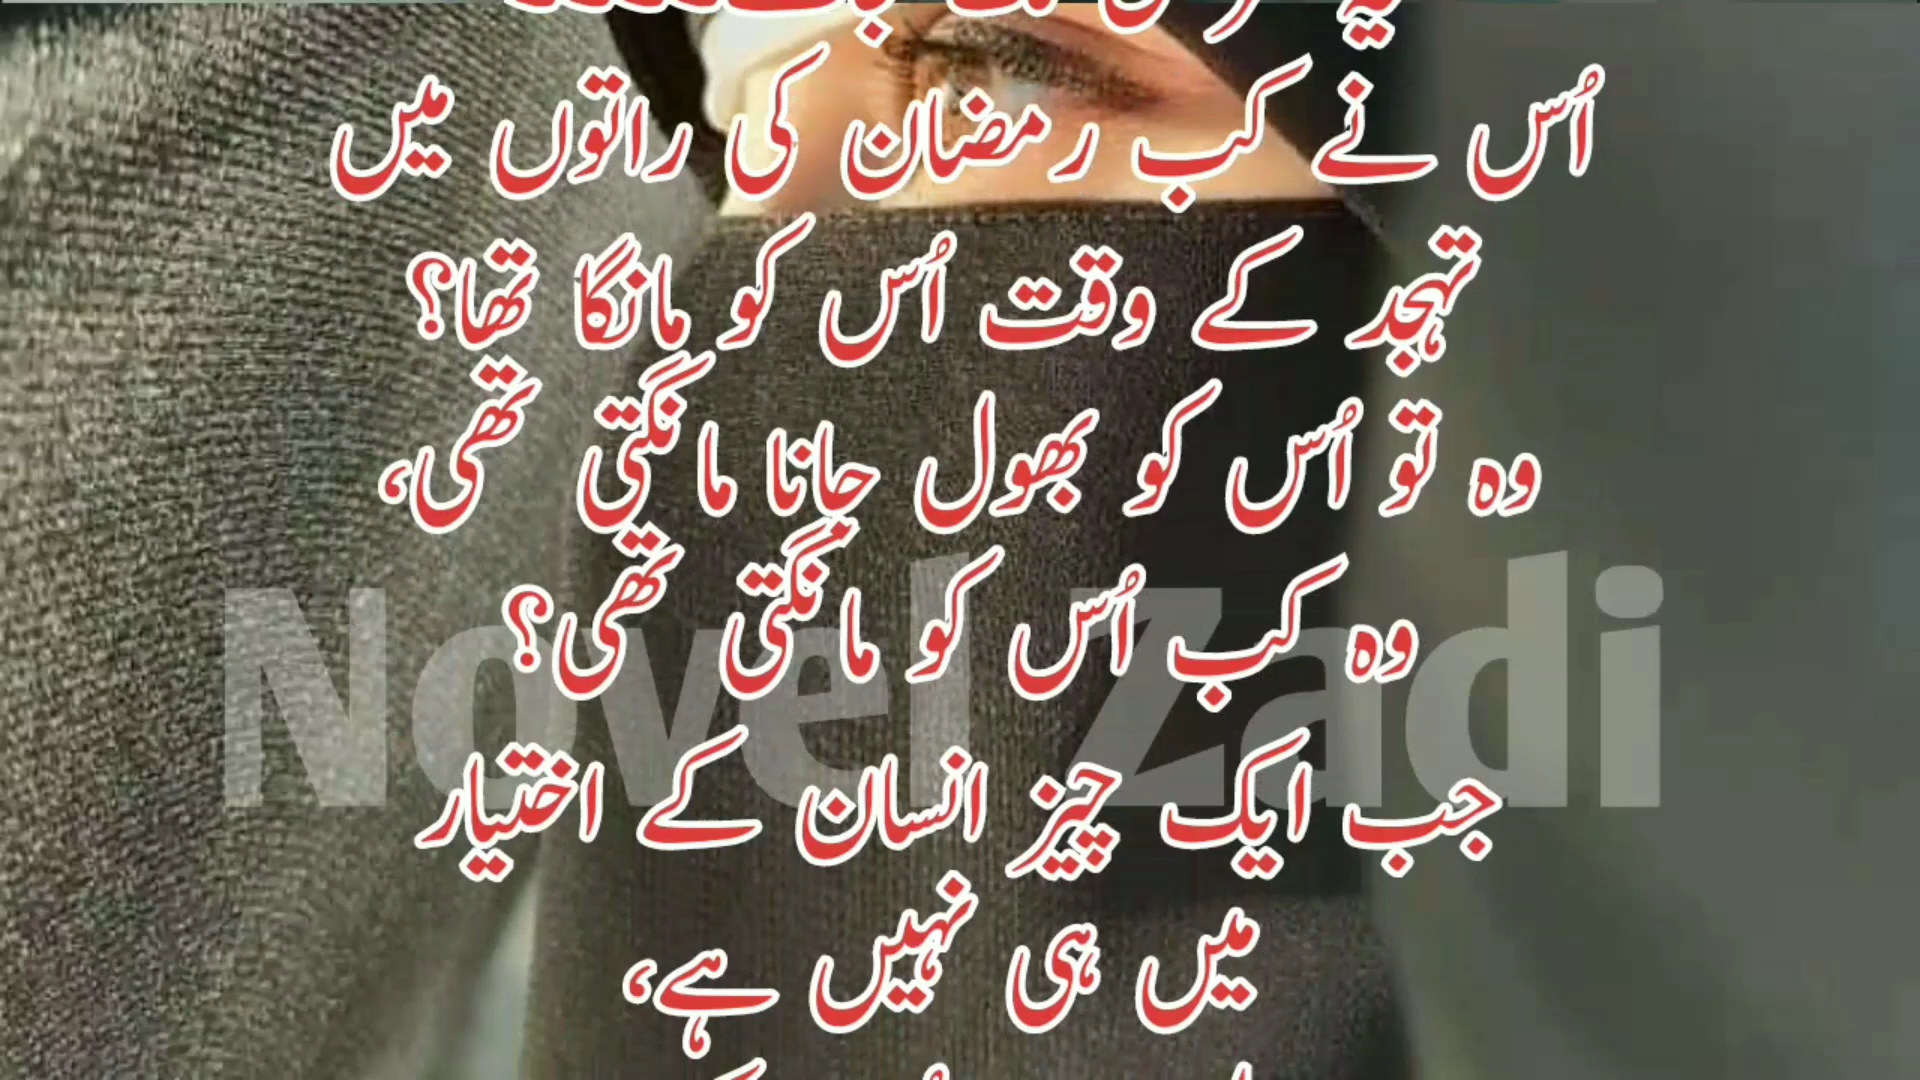 اُس نے کب رمضان کی راتوں میں
تہجد کے وقت اُس کو مانگا تھا؟
وہ تو اُس کو بھول جانا مانگتی تھی،
وہ کب اُس کو مانگتی تھی؟
Novel Zadi
جب ایک چیز انسان کے اختیار
میں ہی نہیں ہے،